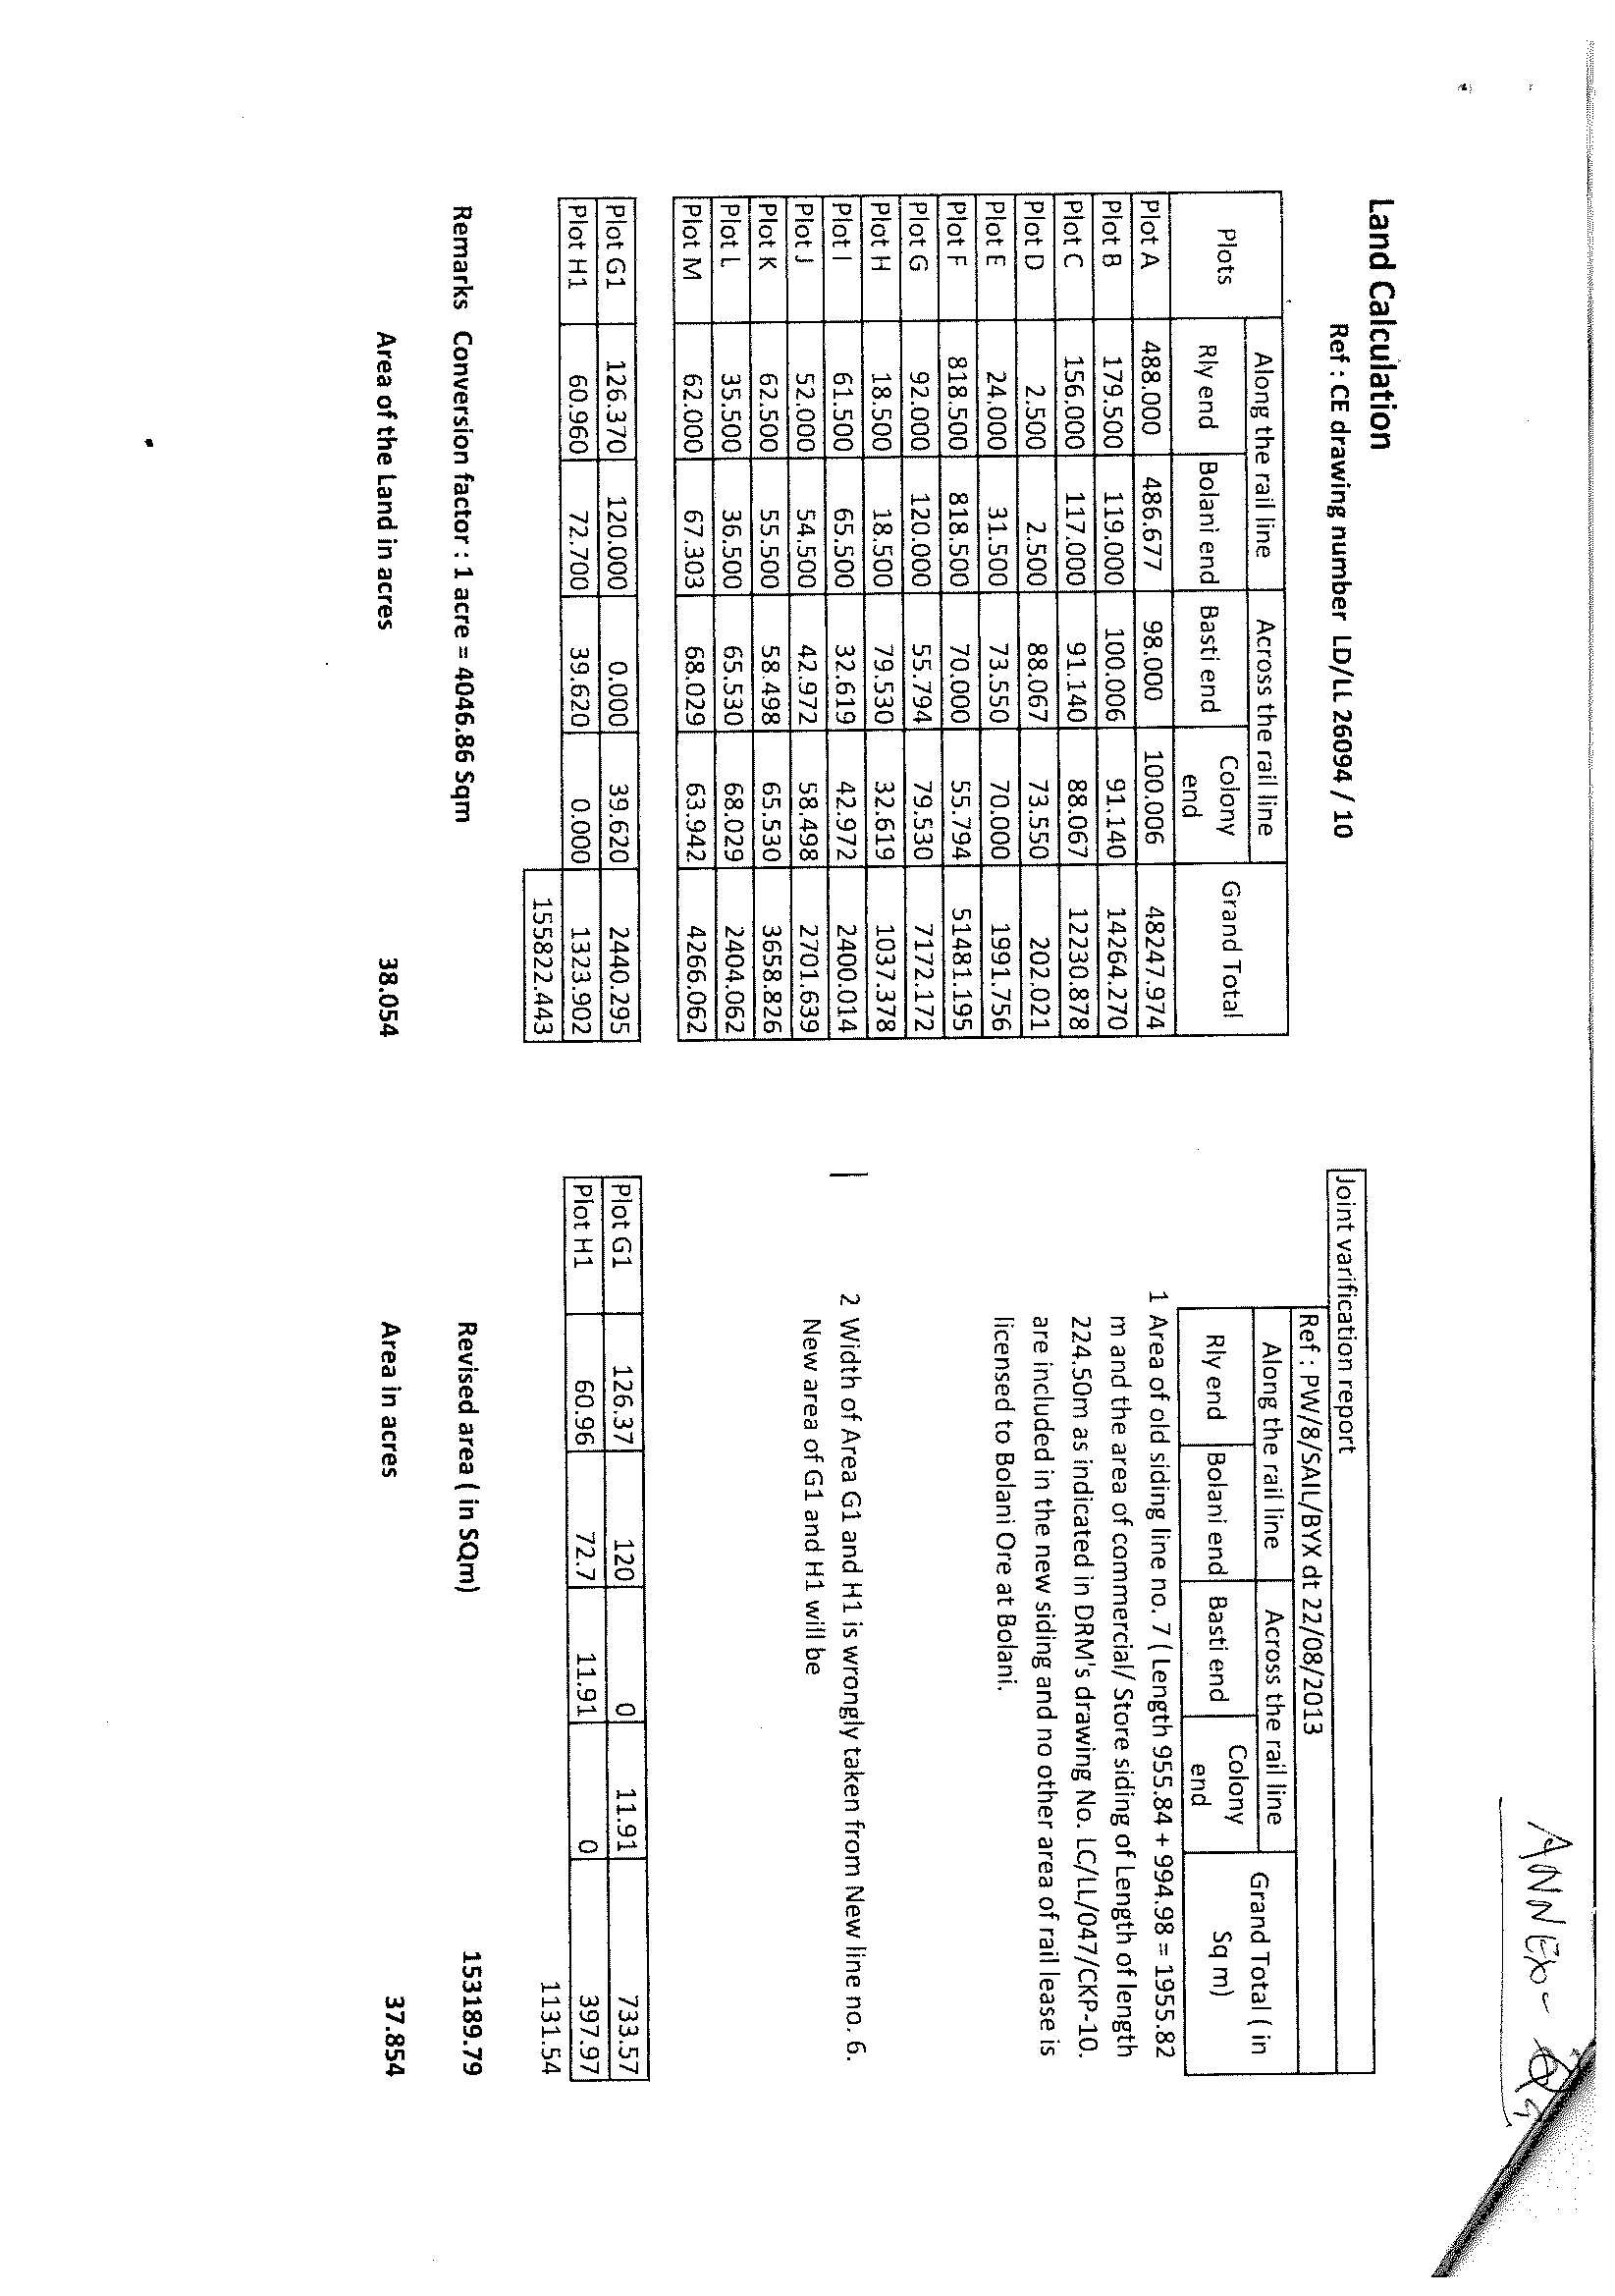 ANNEX-
Land Calculation
Ref : CE drawing number LD/LL 26094 / 10
Plots Along the rail line Across the rail line Grand Total
Rly end Bolani end Basti end Colony end
Plot A 488.000 486.677 98.000 100.006 48247.974
Plot B 179.500 119.000 100.006 91.140 14264.270
Plot C 156.000 117.000 91.140 88.067 12230.878
Plot D 2.500 2.500 88.067 73.550 202.021
Plot E 24.000 31.500 73.550 70.000 1991.756
Plot F 818.500 818.500 70.000 55.794 51481.195
Plot G 92.000 120.000 55.794 79.530 7172.172
Plot H 18.500 18.500 79.530 32.619 1037.378
Plot I 61.500 65.500 32.619 42.972 2400.014
Plot J 52.000 54.500 42.972 58.498 2701.639
Plot K 62.500 55.500 58.498 65.530 3658.826
Plot L 35.500 36.500 65.530 68.029 2404.062
Plot M 62.000 67.303 68.029 63.942 4266.062
Plot G1 126.370 120.000 0.000 39.620 2440.295
Plot H1 60.960 72.700 39.620 0.000 1323.902
155822.443
Remarks Conversion factor : 1 acre = 4046.86 Sqm
Area of the Land in acres 38.054
Joint varification report
Ref : PW/8/SAIL/BYX dt 22/08/2013
Along the rail line Across the rail line Grand Total ( in Sq m)
Rly end Bolani end Basti end Colony end
1 Area of old siding line no. 7 ( Length 955.84 + 994.98 = 1955.82
m and the area of commercial/ Store siding of Length of length
224.50m as indicated in DRM's drawing No. LC/LL/047/CKP-10.
are included in the new siding and no other area of rail lease is
licensed to Bolani Ore at Bolani.
2 Width of Area G1 and H1 is wrongly taken from New line no. 6.
New area of G1 and H1 will be
Plot G1 126.37 120 0 11.91 733.57
Plot H1 60.96 72.7 11.91 0 397.97
1131.54
Revised area ( in SQm) 153189.79
Area in acres 37.854